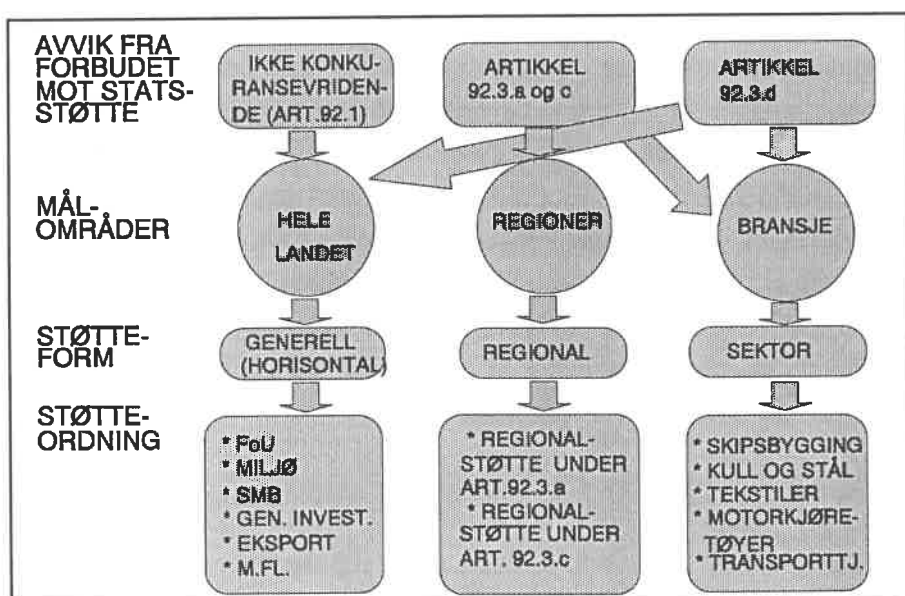 AVVIK FRA
FORBUDET
MOT STATS-
STØTTE
IKKE KONKU-
RANSEVRIDEN-
DE (ART.92.1)
ARTIKKEL
92.3.a og c
ARTIKKEL
92.3.d
MÅL-
OMRÅDER
HELE
LANDET
REGIONER
BRANSJE
STØTTE-
FORM
GENERELL
(HORISONTAL)
REGIONAL
SEKTOR
STØTTE-
ORDNING
* FoU
* MILJØ
* SMB
* GEN. INVEST.
* EKSPORT
* M.FL.
* REGIONAL-
STØTTE UNDER
ART.92.3.a
* REGIONAL-
STØTTE UNDER
ART. 92.3.c
* SKIPSBYGGING
* KULL OG STÅL
* TEKSTILER
* MOTORKJØRE-
TØYER
* TRANSPORTTJ.